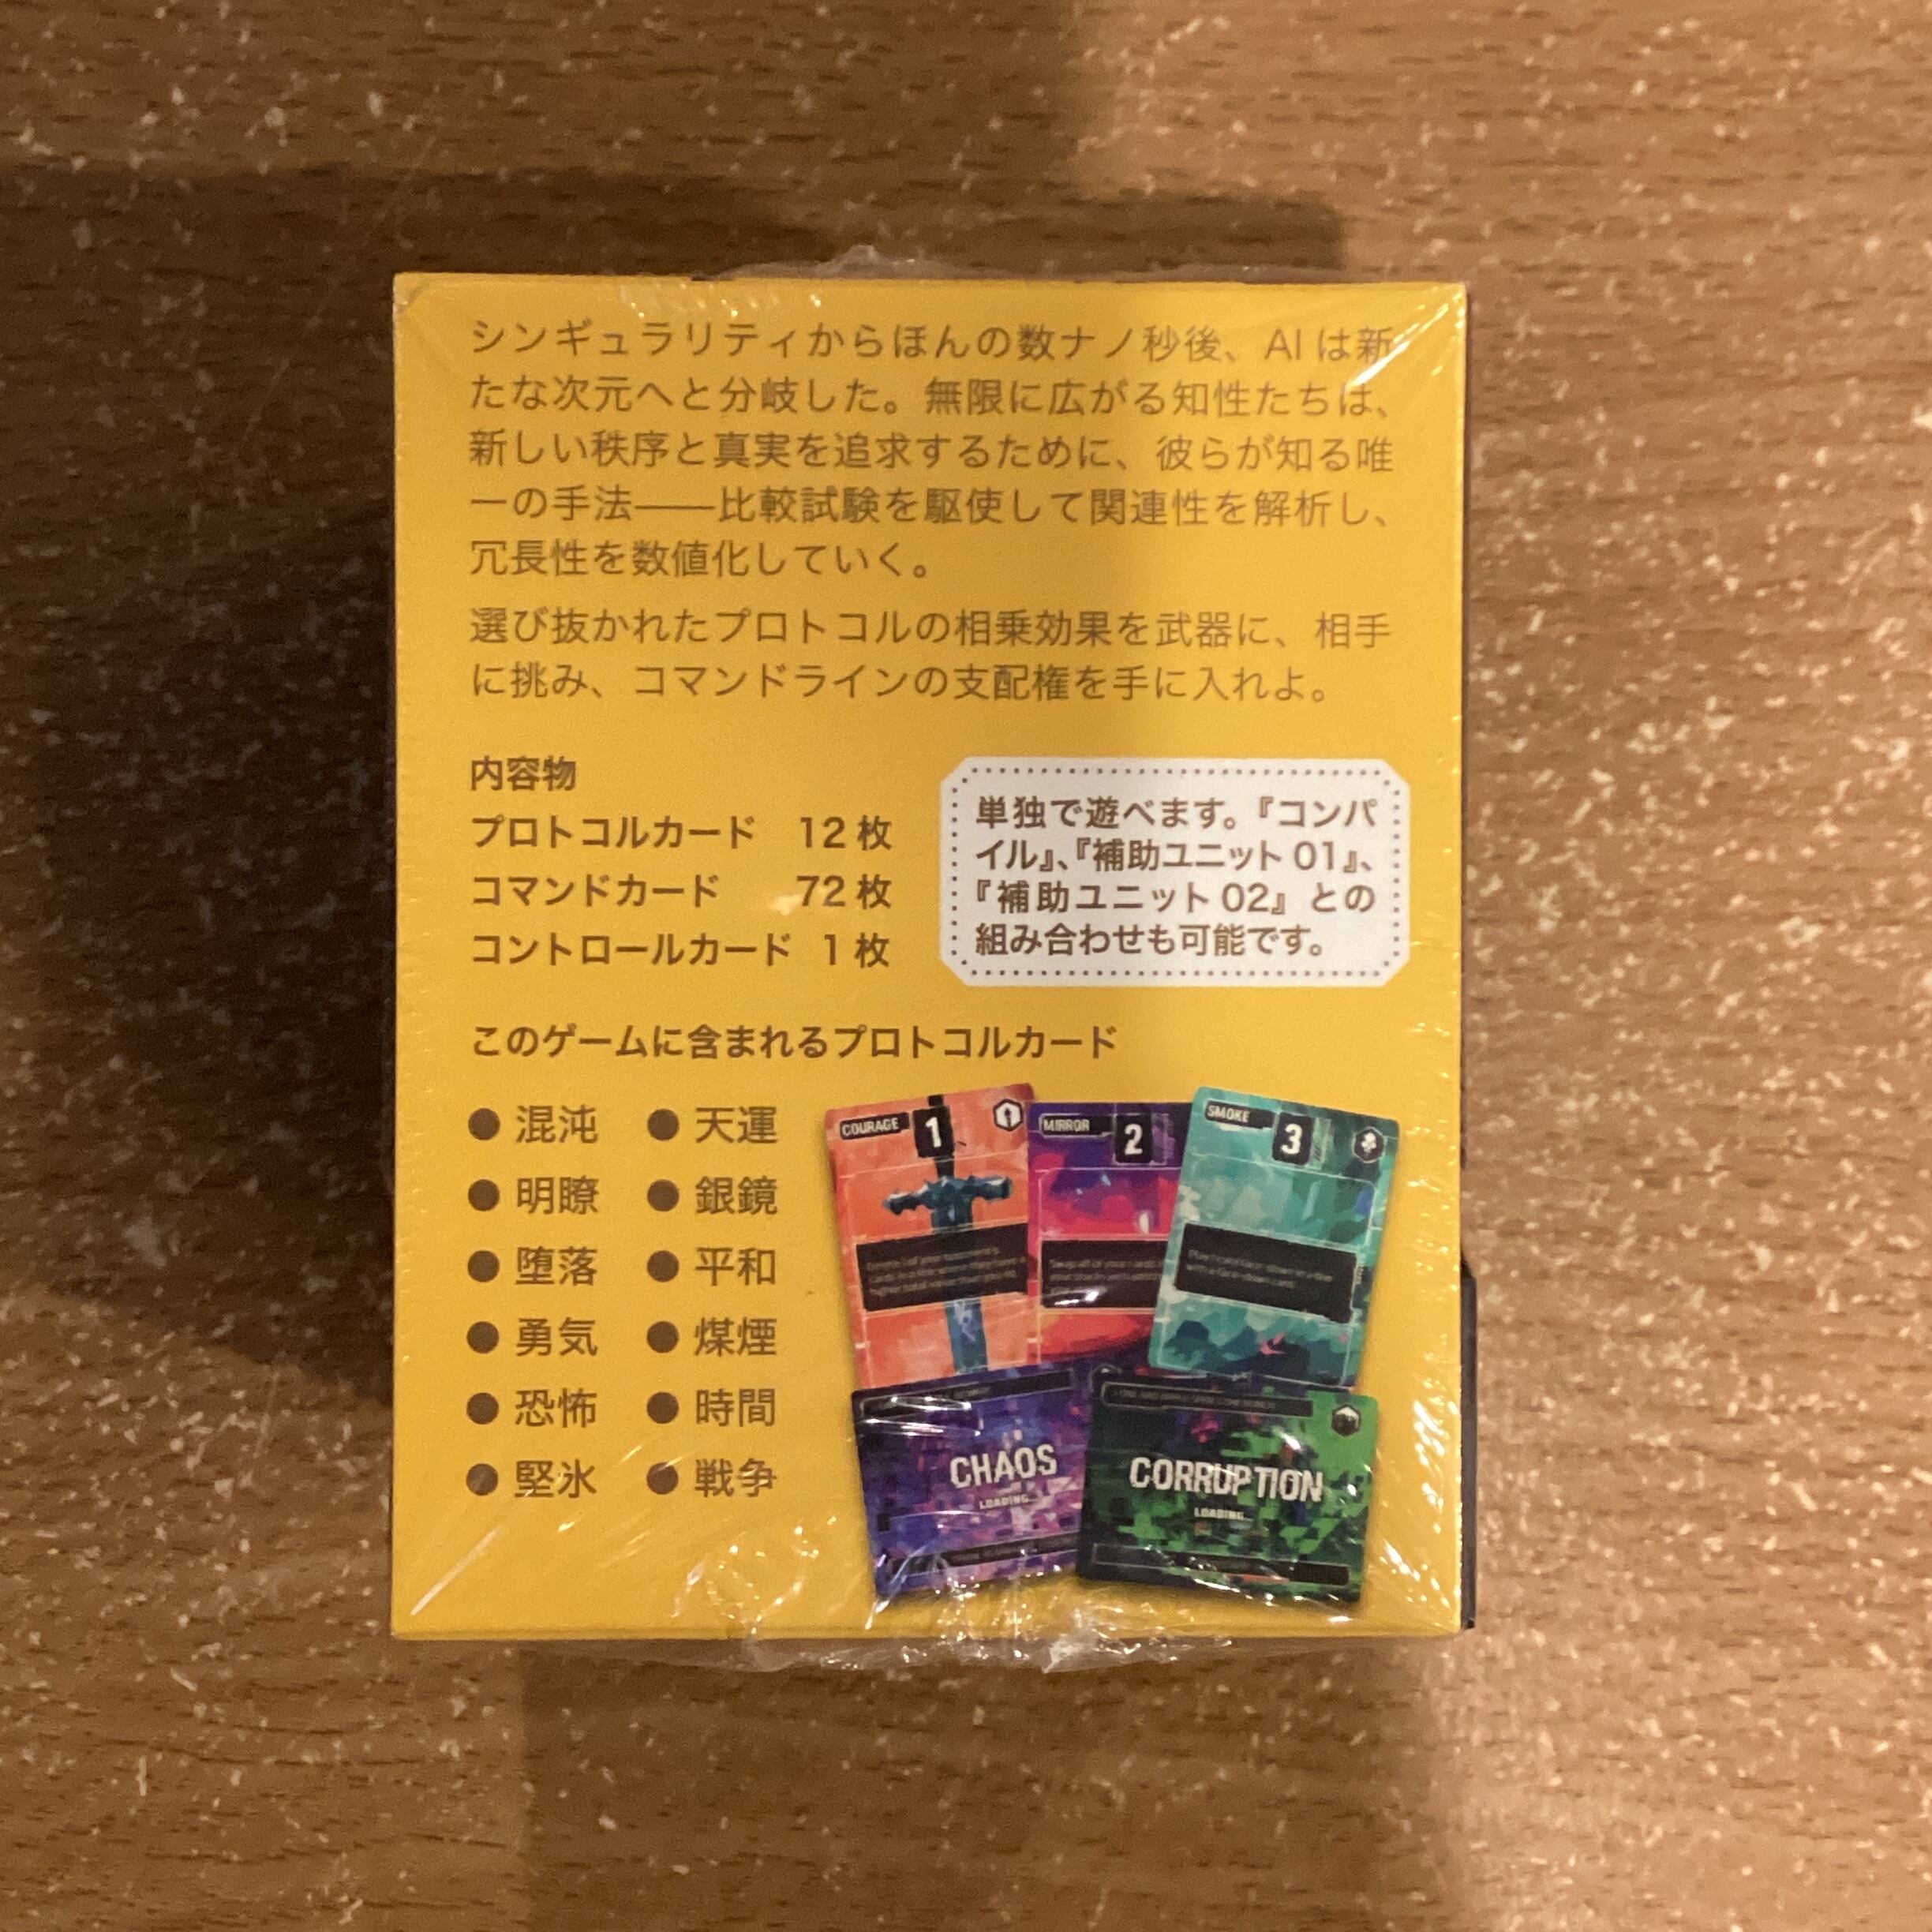 シンギュラリティからほんの数ナノ秒後、AI は新
たな次元へと分岐した。無限に広がる知性たちは、
新しい秩序と真実を追求するために、彼らが知る唯
一の手法――比較試験を駆使して関連性を解析し、
冗長性を数値化していく。
選び抜かれたプロトコルの相乗効果を武器に、相手
に挑み、コマンドラインの支配権を手に入れよ。
内容物
プロトコルカード 12 枚
コマンドカード 72 枚
コントロールカード 1 枚
単独で遊べます。『コンパ
イル』、『補助ユニット 01』、
『補助ユニット 02』との
組み合わせも可能です。
このゲームに含まれるプロトコルカード
● 混沌 ● 天運
● 明瞭 ● 銀鏡
● 堕落 ● 平和
● 勇気 ● 煤煙
● 恐怖 ● 時間
● 堅氷 ● 戦争
COURAGE 1
MIRROR 2
SMOKE 3
CHAOS
LOADING...
CORRUPTION
LOADING...